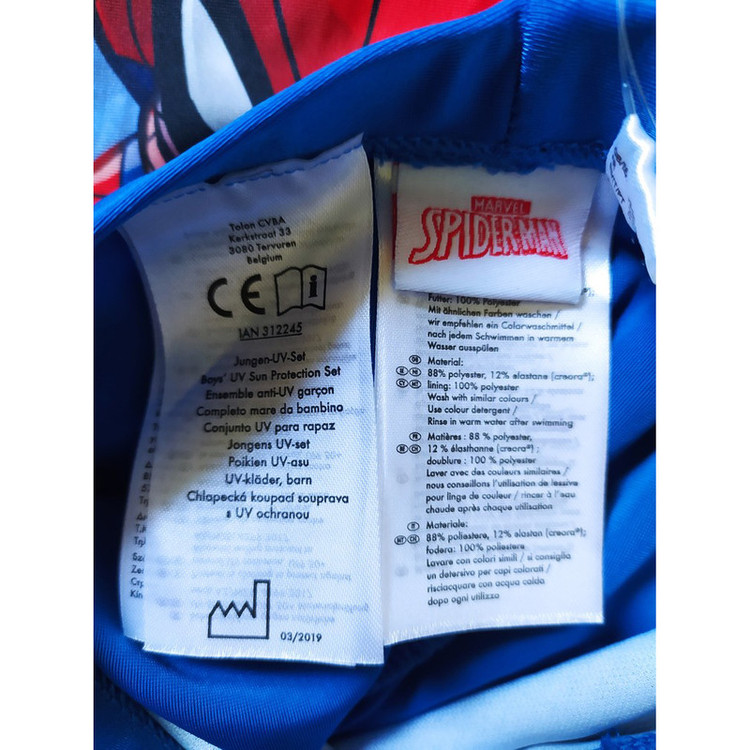 Talon CVBA
Kerkstraat 33
3080 Tervuren
Belgium
CE i
IAN 312245
Jungen-UV-Set
Boys' UV Sun Protection Set
Ensemble anti-UV garçon
Completo mare da bambino
Conjunto UV para rapaz
Jongens UV-set
Poikien UV-asu
UV-kläder, barn
Chlapecká koupací souprava
s UV ochranou
03/2019
MARVEL
SPIDER-MAN
Futter: 100% Polyester
Mit ähnlichen Farben waschen /
wir empfehlen ein Colorwaschmittel /
nach jedem Schwimmen in warmem
Wasser ausspülen
Material:
88% polyester, 12% elastane (creora®);
lining: 100% polyester
Wash with similar colours /
Use colour detergent /
Rinse in warm water after swimming
Matières : 88 % polyester,
12 % élasthanne (creora®);
doublure : 100 % polyester
Laver avec des couleurs similaires /
nous conseillons l'utilisation de lessive
pour linge de couleur / rincer à l'eau
chaude après chaque utilisation
Materiale:
88% poliestere, 12% elastan (creora®);
fodera: 100% poliestere
Lavare con colori simili / si consiglia
un detersivo per capi colorati /
risciacquare con acqua calda
dopo ogni utilizzo